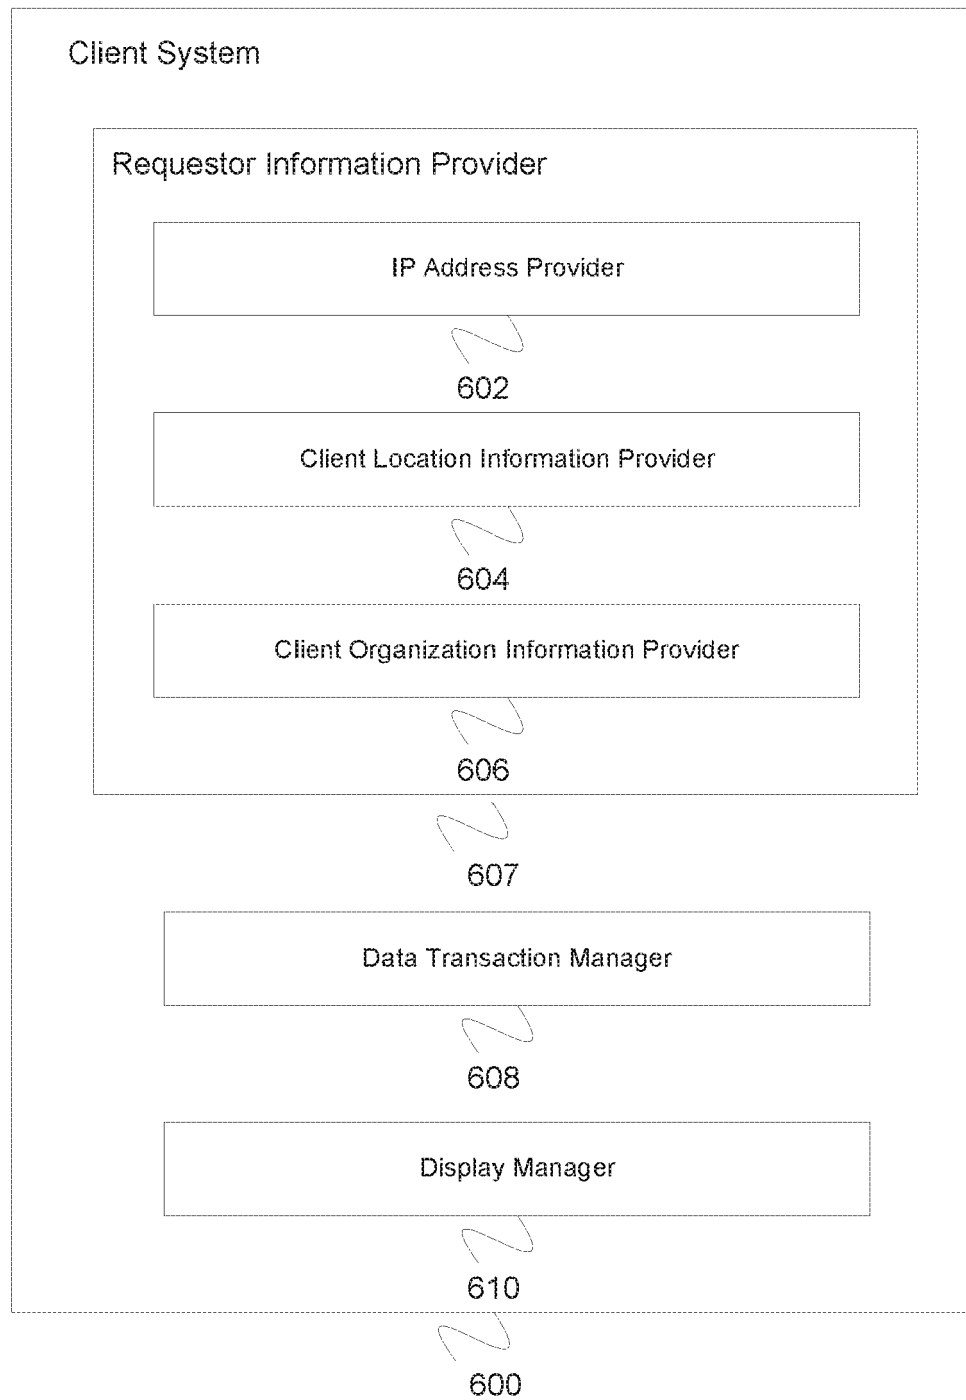 Client System
Requestor Information Provider
IP Address Provider
602
Client Location Information Provider
604
Client Organization Information Provider
606
607
Data Transaction Manager
608
Display Manager
610
600